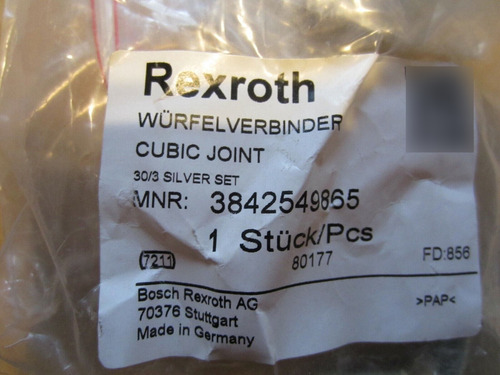 Rexroth
WÜRFELVERBINDER
CUBIC JOINT
30/3 SILVER SET
MNR: 3842549865
1 Stück/Pcs
7211 80177 FD:856
Bosch Rexroth AG
70376 Stuttgart
Made in Germany
>PAP<